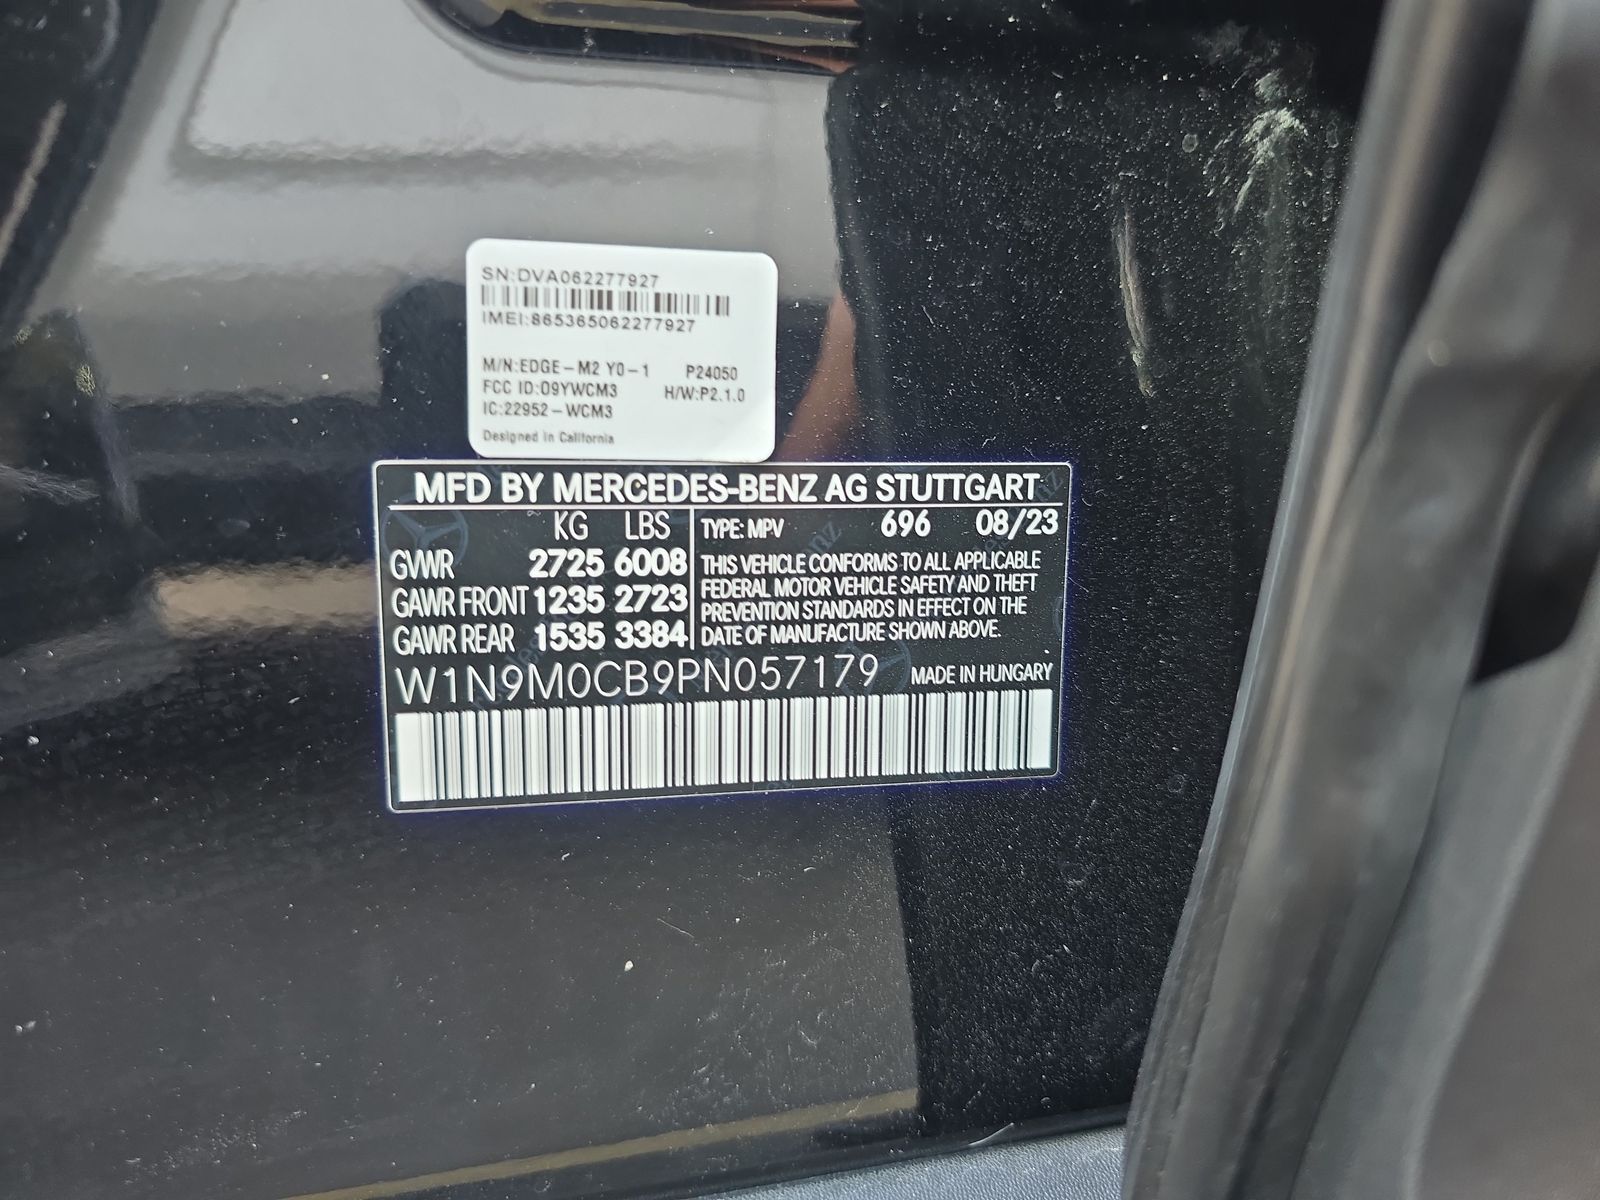 SN:DVA062277927
IMEI:865365062277927
M/N:EDGE-M2 Y0-1 P24050
FCC ID:O9YWCM3 H/W:P2.1.0
IC:22952-WCM3
Designed in California
MFD BY MERCEDES-BENZ AG STUTTGART
KG LBS
GVWR 2725 6008
GAWR FRONT 1235 2723
GAWR REAR 1535 3384
TYPE: MPV 696 08/23
THIS VEHICLE CONFORMS TO ALL APPLICABLE
FEDERAL MOTOR VEHICLE SAFETY AND THEFT
PREVENTION STANDARDS IN EFFECT ON THE
DATE OF MANUFACTURE SHOWN ABOVE.
W1N9M0CB9PN057179 MADE IN HUNGARY